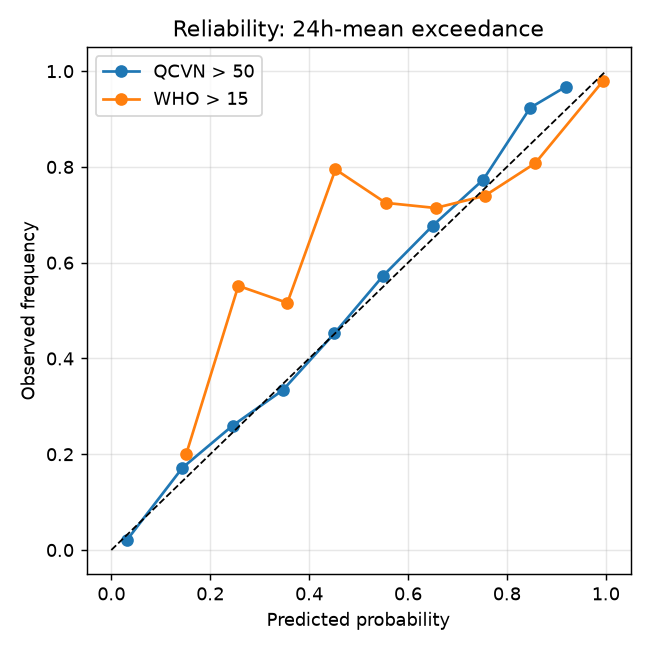 Reliability: 24h-mean exceedance
QCVN > 50
WHO > 15
Observed frequency
1.0
0.8
0.6
0.4
0.2
0.0
0.0 0.2 0.4 0.6 0.8 1.0
Predicted probability